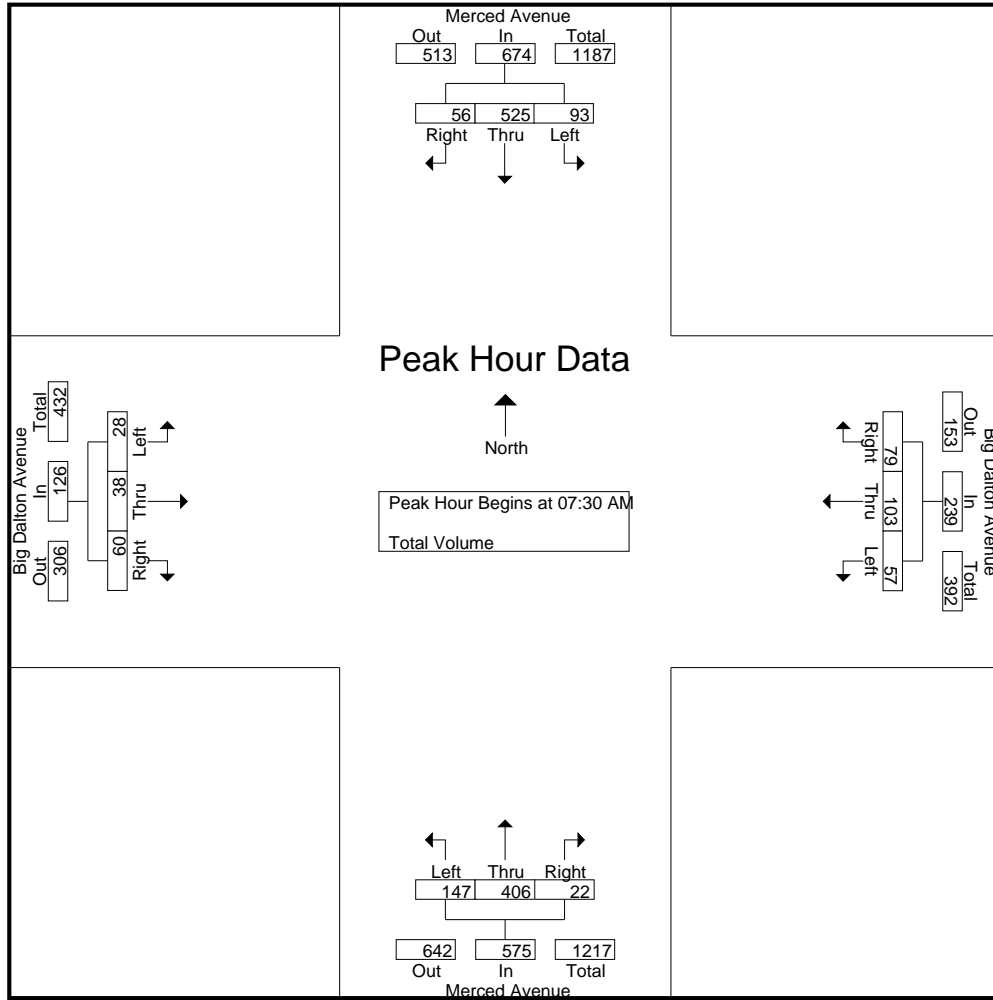 Merced Avenue
Out In Total
513 674 1187
56 525 93
Right Thru Left
Peak Hour Data
North
Peak Hour Begins at 07:30 AM
Total Volume
Big Dalton Avenue
Total In Out
432 126 306
28 38 60
Left Thru Right
Big Dalton Avenue
Out In Total
153 239 392
79 103 57
Right Thru Left
Left Thru Right
147 406 22
642 575 1217
Out In Total
Merced Avenue